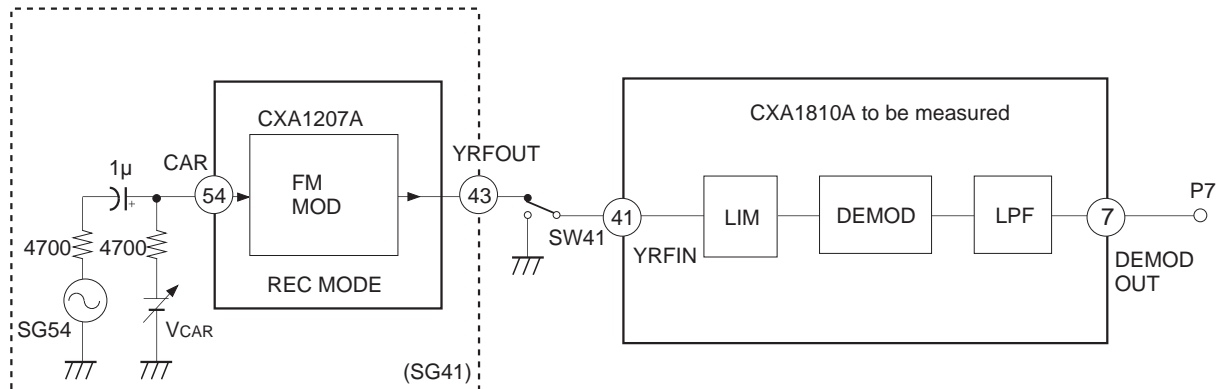 CXA1207A
CXA1810A to be measured
1µ
+
CAR
YRFOUT
54
FM
MOD
43
41
LIM
DEMOD
LPF
7
P7
SW41
YRFIN
4700
4700
DEMOD
OUT
REC MODE
SG54
VCAR
(SG41)